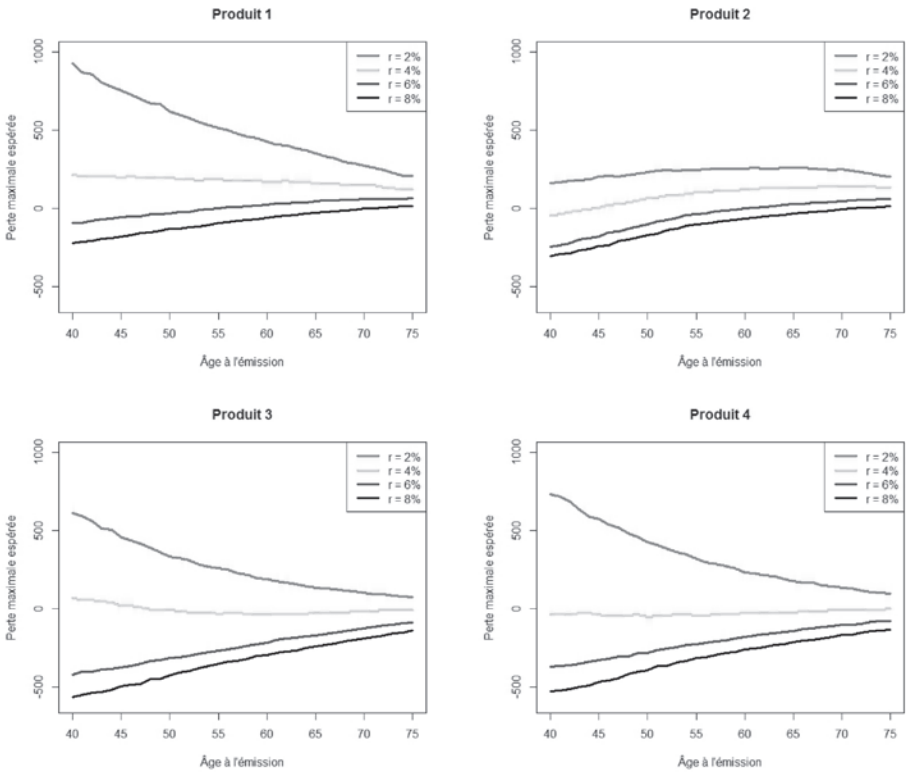 Produit 1
Perte maximale espérée
1000
500
0
-500
r = 2%
r = 4%
r = 6%
r = 8%
40 45 50 55 60 65 70 75
Âge à l'émission
Produit 2
Perte maximale espérée
1000
500
0
-500
r = 2%
r = 4%
r = 6%
r = 8%
40 45 50 55 60 65 70 75
Âge à l'émission
Produit 3
Perte maximale espérée
1000
500
0
-500
r = 2%
r = 4%
r = 6%
r = 8%
40 45 50 55 60 65 70 75
Âge à l'émission
Produit 4
Perte maximale espérée
1000
500
0
-500
r = 2%
r = 4%
r = 6%
r = 8%
40 45 50 55 60 65 70 75
Âge à l'émission